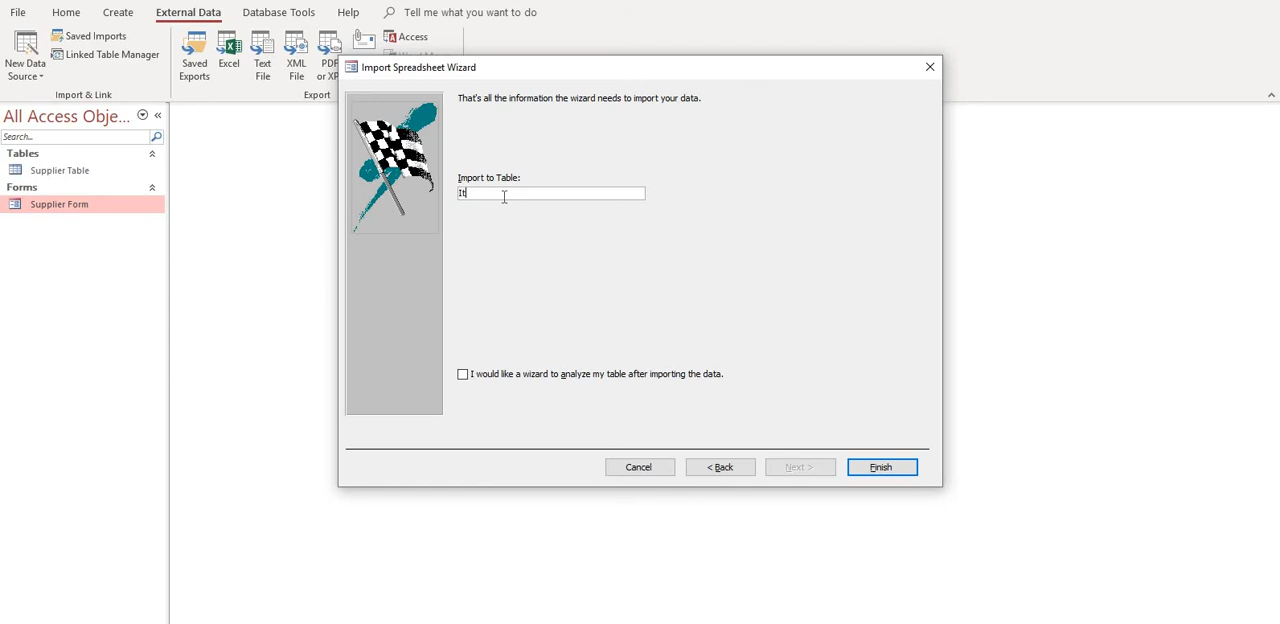 File Home Create External Data Database Tools Help Tell me what you want to do
New Data Source
Saved Imports
Linked Table Manager
Import & Link
Saved Exports
Excel
Text File
XML File
PDF or XP
Access
Export
Import Spreadsheet Wizard
All Access Obje...
Search...
Tables
Supplier Table
Forms
Supplier Form
That's all the information the wizard needs to import your data.
Import to Table:
It
I would like a wizard to analyze my table after importing the data.
Cancel < Back Next > Finish